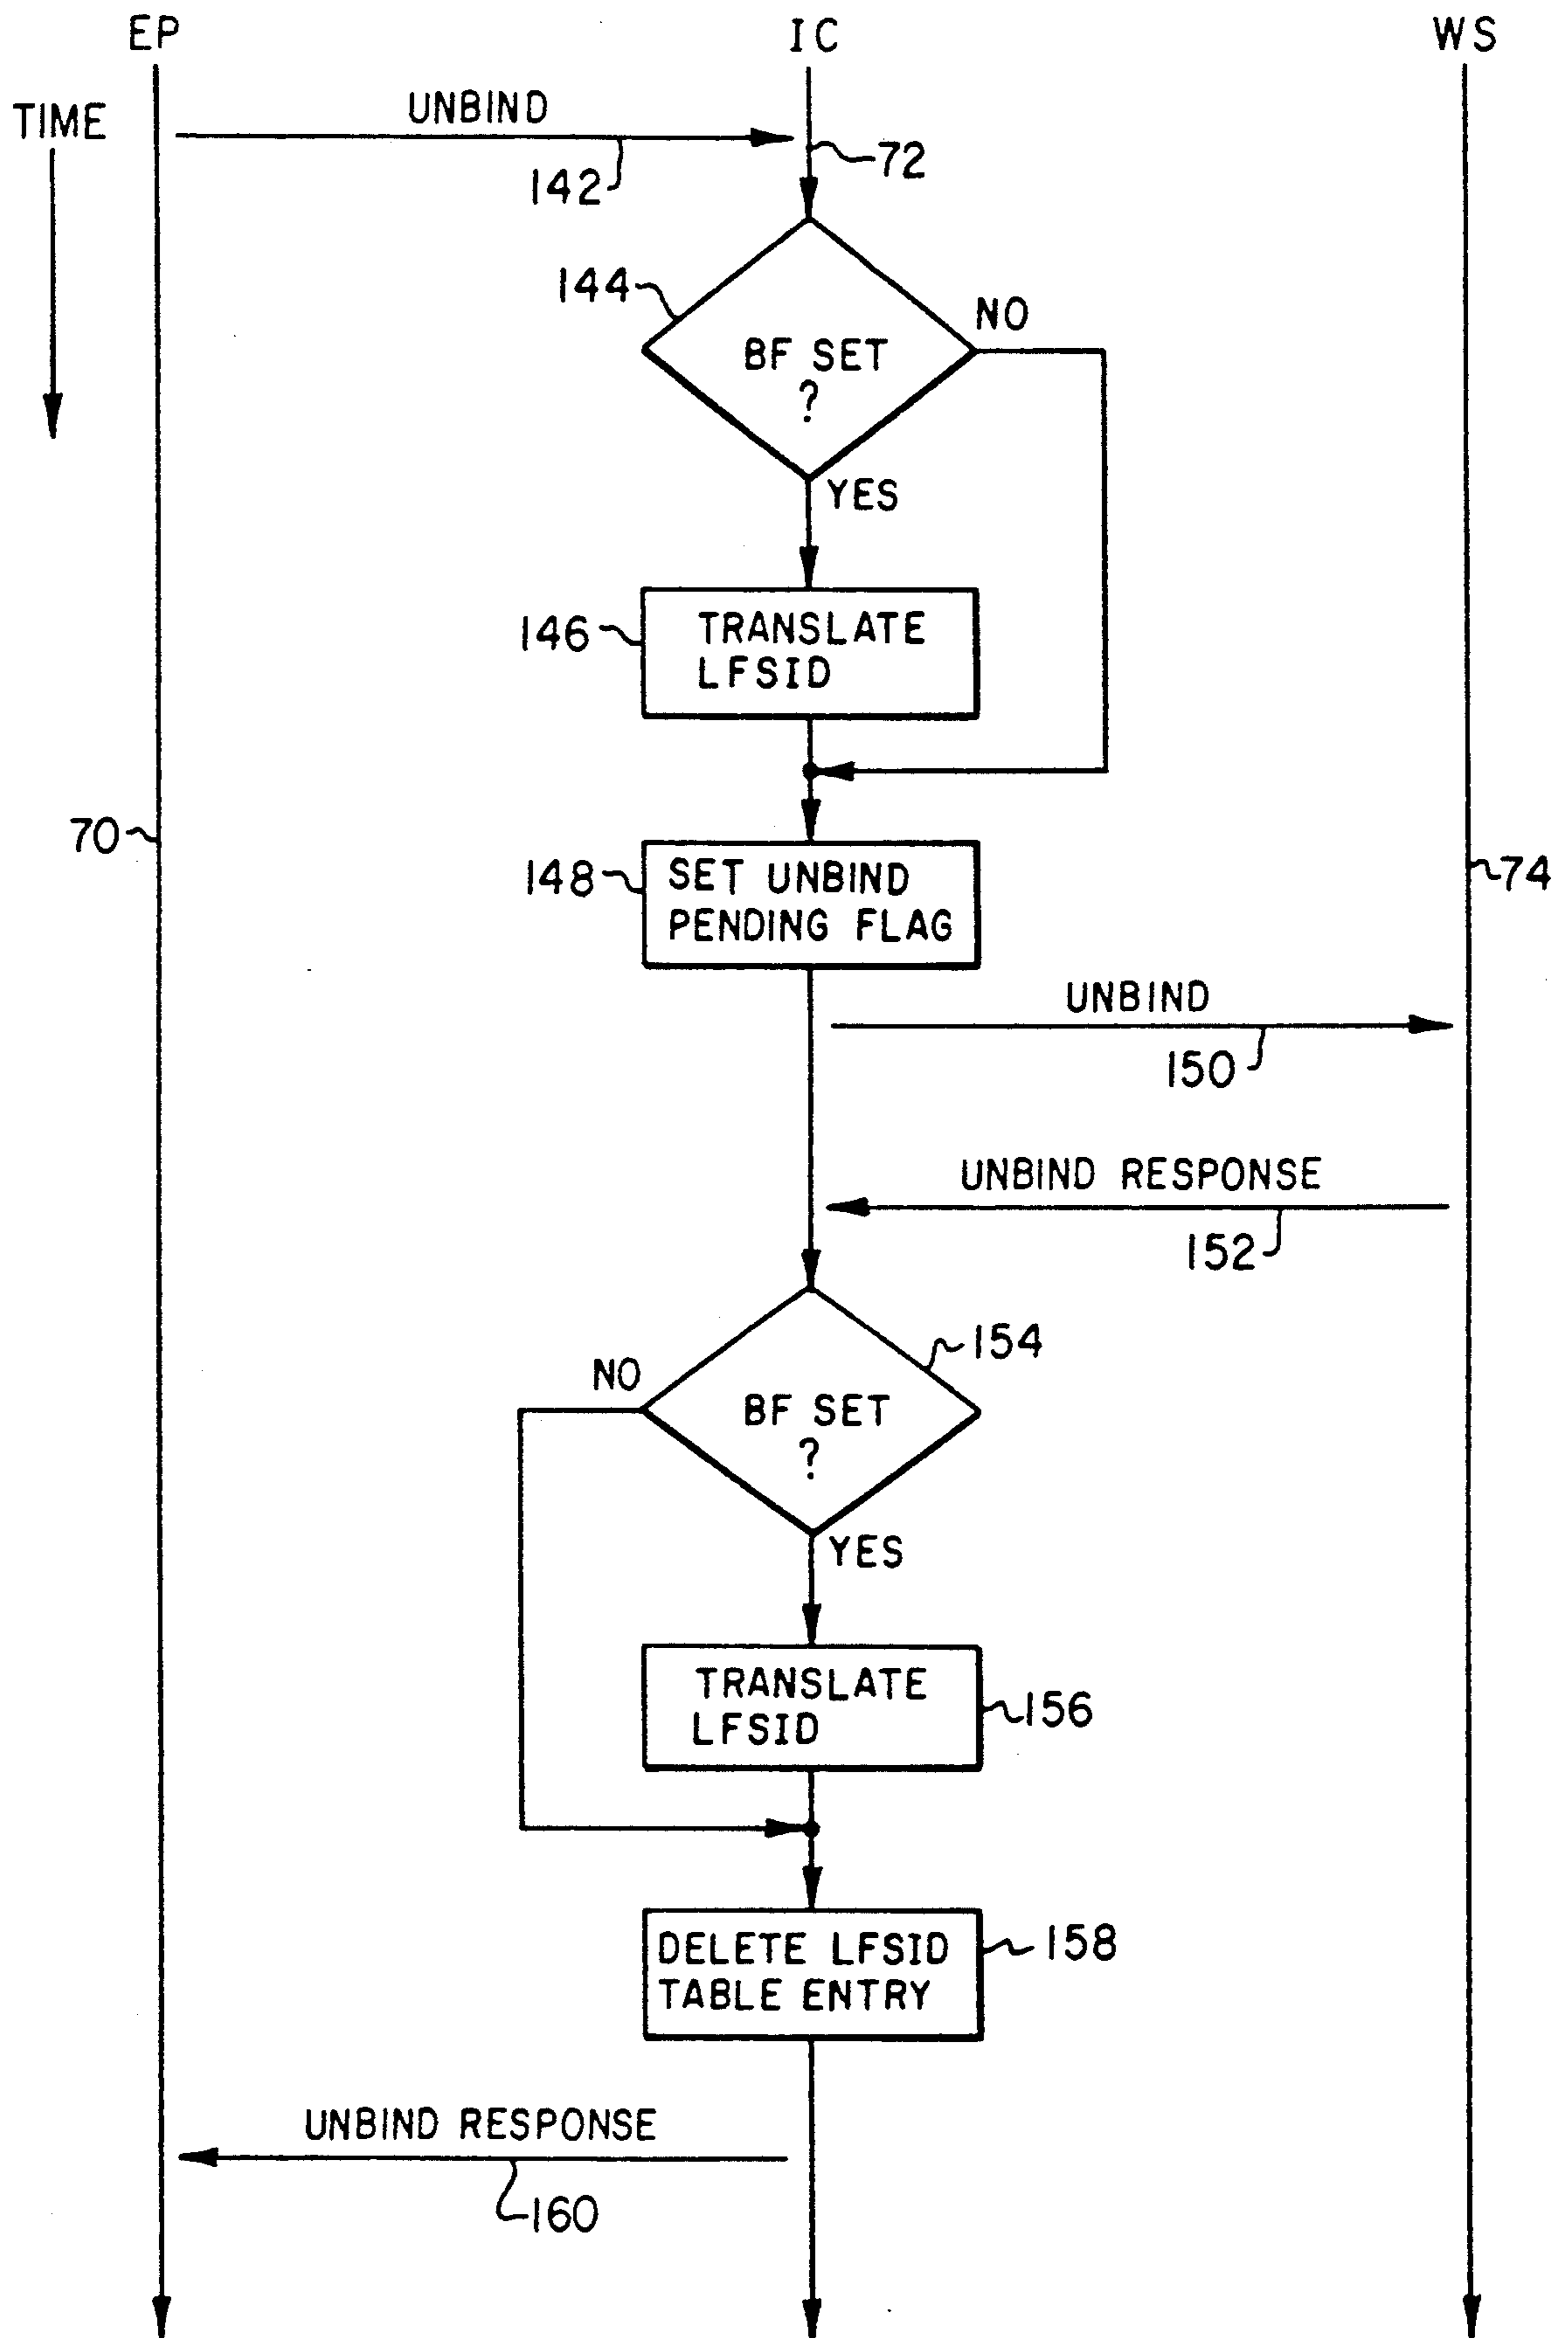 EP
IC
WS
TIME
UNBIND
142
72
144
NO
BF SET
?
YES
146
TRANSLATE
LFSID
70
148
SET UNBIND
PENDING FLAG
74
UNBIND
150
UNBIND RESPONSE
152
154
NO
BF SET
?
YES
TRANSLATE
LFSID
156
DELETE LFSID
TABLE ENTRY
158
UNBIND RESPONSE
160